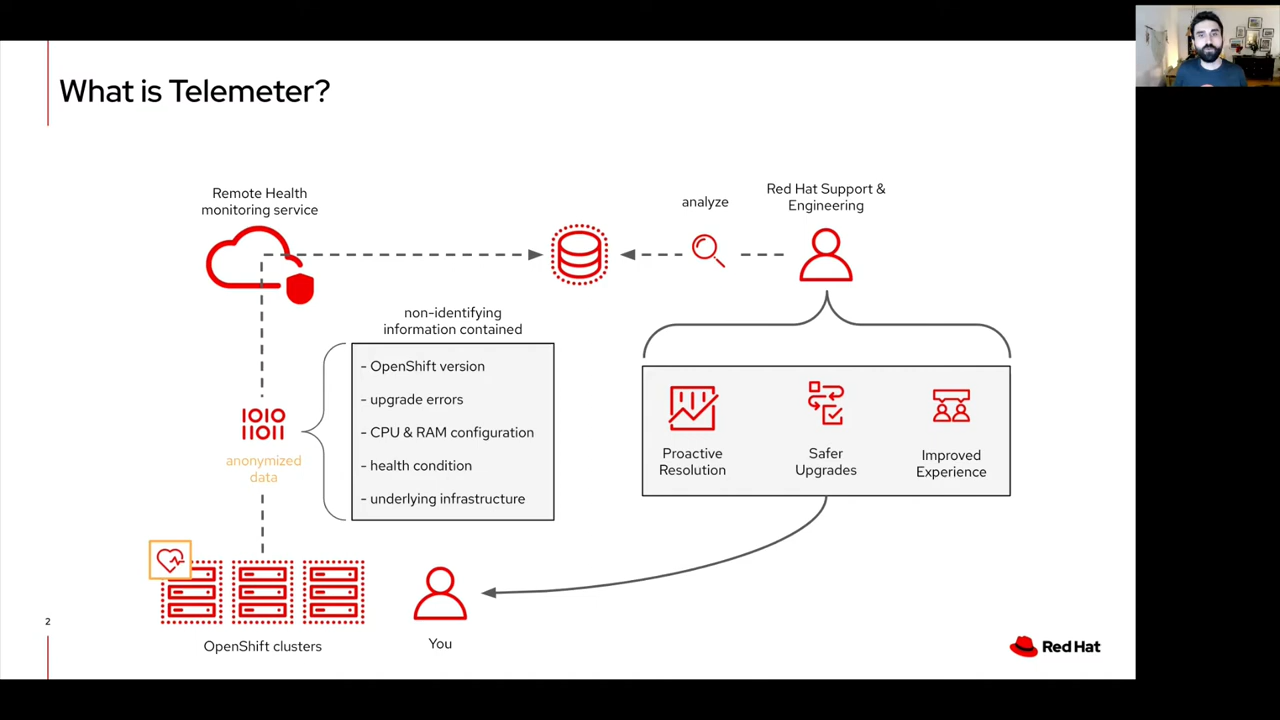 What is Telemeter?
Remote Health
monitoring service
analyze
Red Hat Support &
Engineering
non-identifying
information contained
- OpenShift version
- upgrade errors
- CPU & RAM configuration
- health condition
- underlying infrastructure
1010
11011
anonymized
data
Proactive
Resolution
Safer
Upgrades
Improved
Experience
OpenShift clusters
You
2
Red Hat